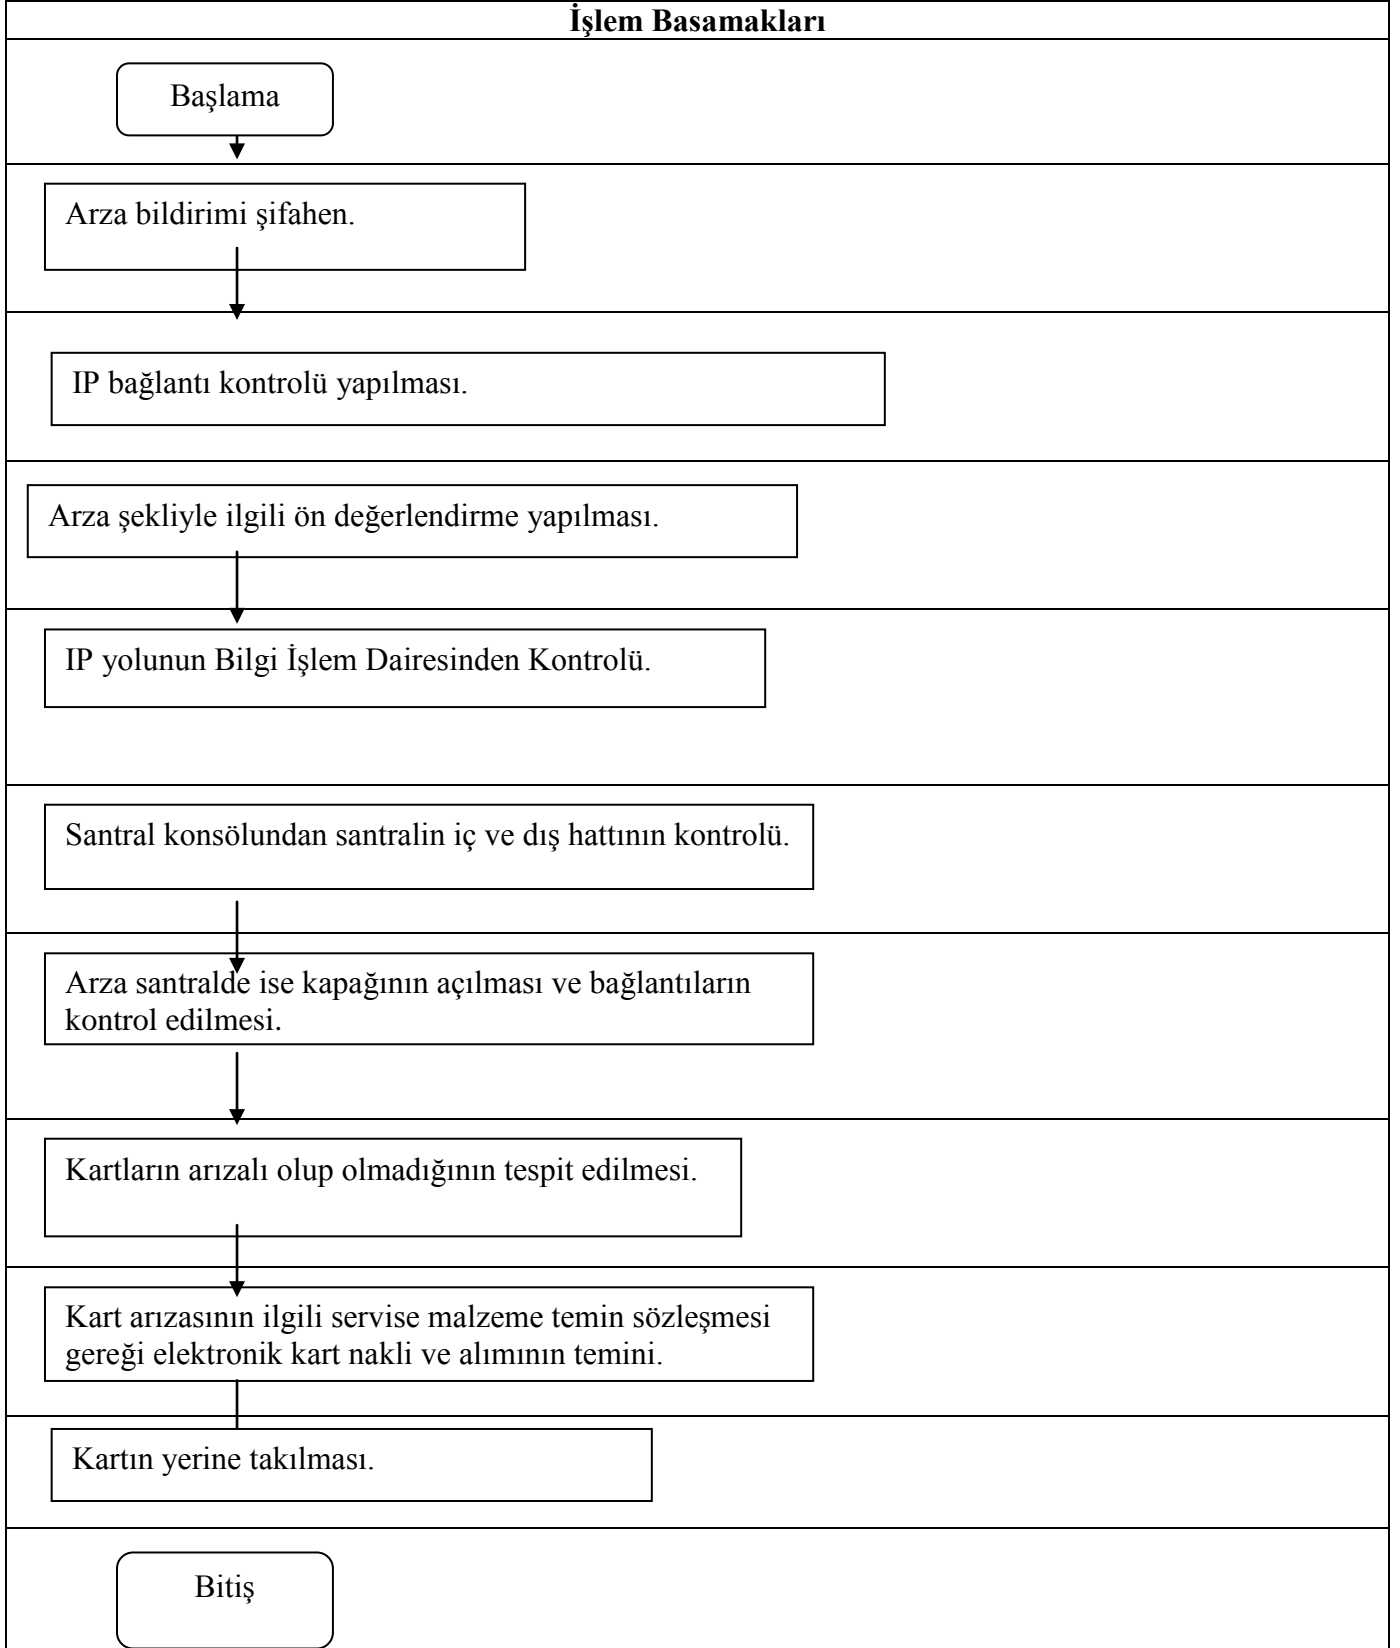 İşlem Basamakları
Başlama
Arza bildirimi şifahen.
IP bağlantı kontrolü yapılması.
Arza şekliyle ilgili ön değerlendirme yapılması.
IP yolunun Bilgi İşlem Dairesinden Kontrolü.
Santral konsölundan santralin iç ve dış hattının kontrolü.
Arza santralde ise kapağının açılması ve bağlantıların
kontrol edilmesi.
Kartların arızalı olup olmadığının tespit edilmesi.
Kart arızasının ilgili servise malzeme temin sözleşmesi
gereği elektronik kart nakli ve alımının temini.
Kartın yerine takılması.
Bitiş